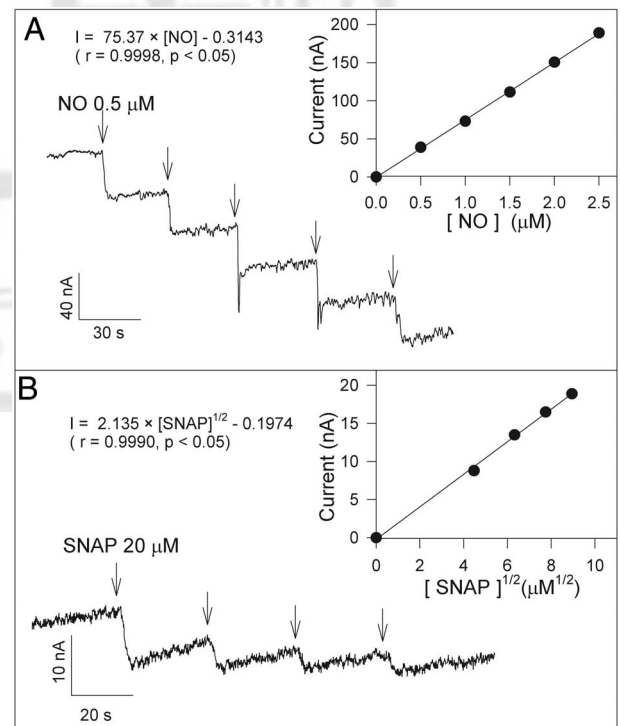 A
I = 75.37 × [NO] - 0.3143
( r = 0.9998, p < 0.05)
NO 0.5 μM
40 nA
30 s
Current (nA)
200
150
100
50
0
0.0 0.5 1.0 1.5 2.0 2.5
[ NO ] (μM)
B
I = 2.135 × [SNAP]^1/2 - 0.1974
( r = 0.9990, p < 0.05)
SNAP 20 μM
10 nA
20 s
Current (nA)
20
15
10
5
0
0 2 4 6 8 10
[ SNAP ]^1/2(μM^1/2)